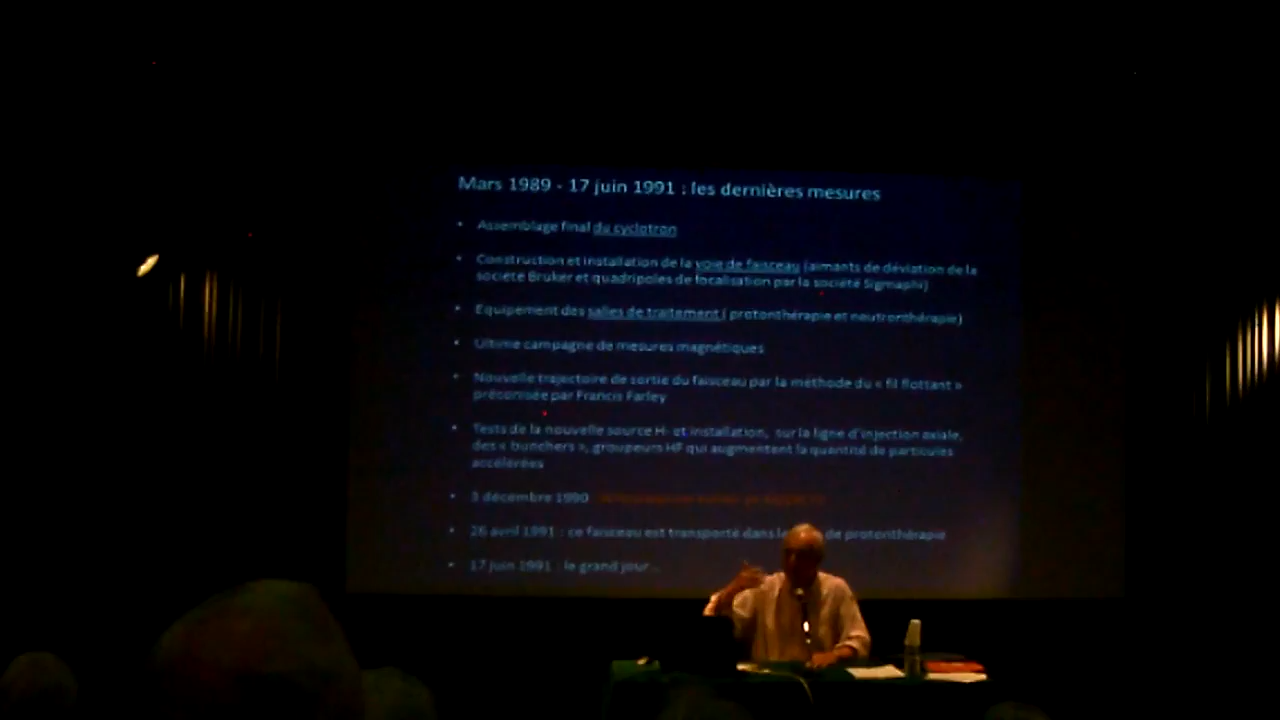 Mars 1989 - 17 juin 1991 : les dernières mesures
• Assemblage final du cyclotron
• Construction et installation de la voie de faisceau (aimants de déviation de la
société Bruker et quadripoles de focalisation par la société Sigmaphi)
• Equipement des salles de traitement ( protonthérapie et neutronthérapie)
• Ultime campagne de mesures magnétiques
• Nouvelle trajectoire de sortie du faisceau par la méthode du « fil flottant »
préconisée par Francis Farley
• Tests de la nouvelle source H- et installation, sur la ligne d'injection axiale,
des « bunchers », groupeurs HF qui augmentent la quantité de particules
accélérées
• 3 décembre 1990
• 26 avril 1991 : ce faisceau est transporté dans la de protonthérapie
• 17 juin 1991 : le grand jour...